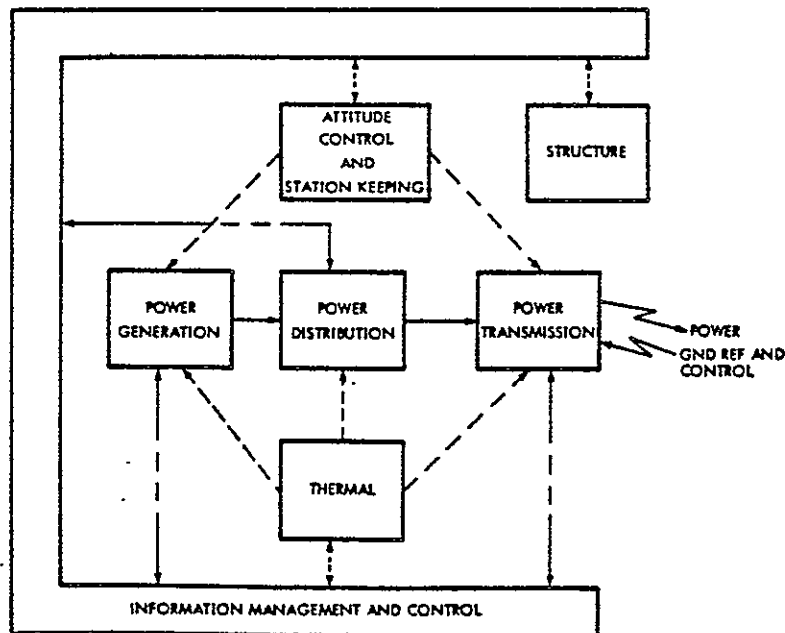 ATTITUDE
CONTROL
AND
STATION KEEPING
STRUCTURE
POWER
GENERATION
POWER
DISTRIBUTION
POWER
TRANSMISSION
POWER
GND REF AND
CONTROL
THERMAL
INFORMATION MANAGEMENT AND CONTROL